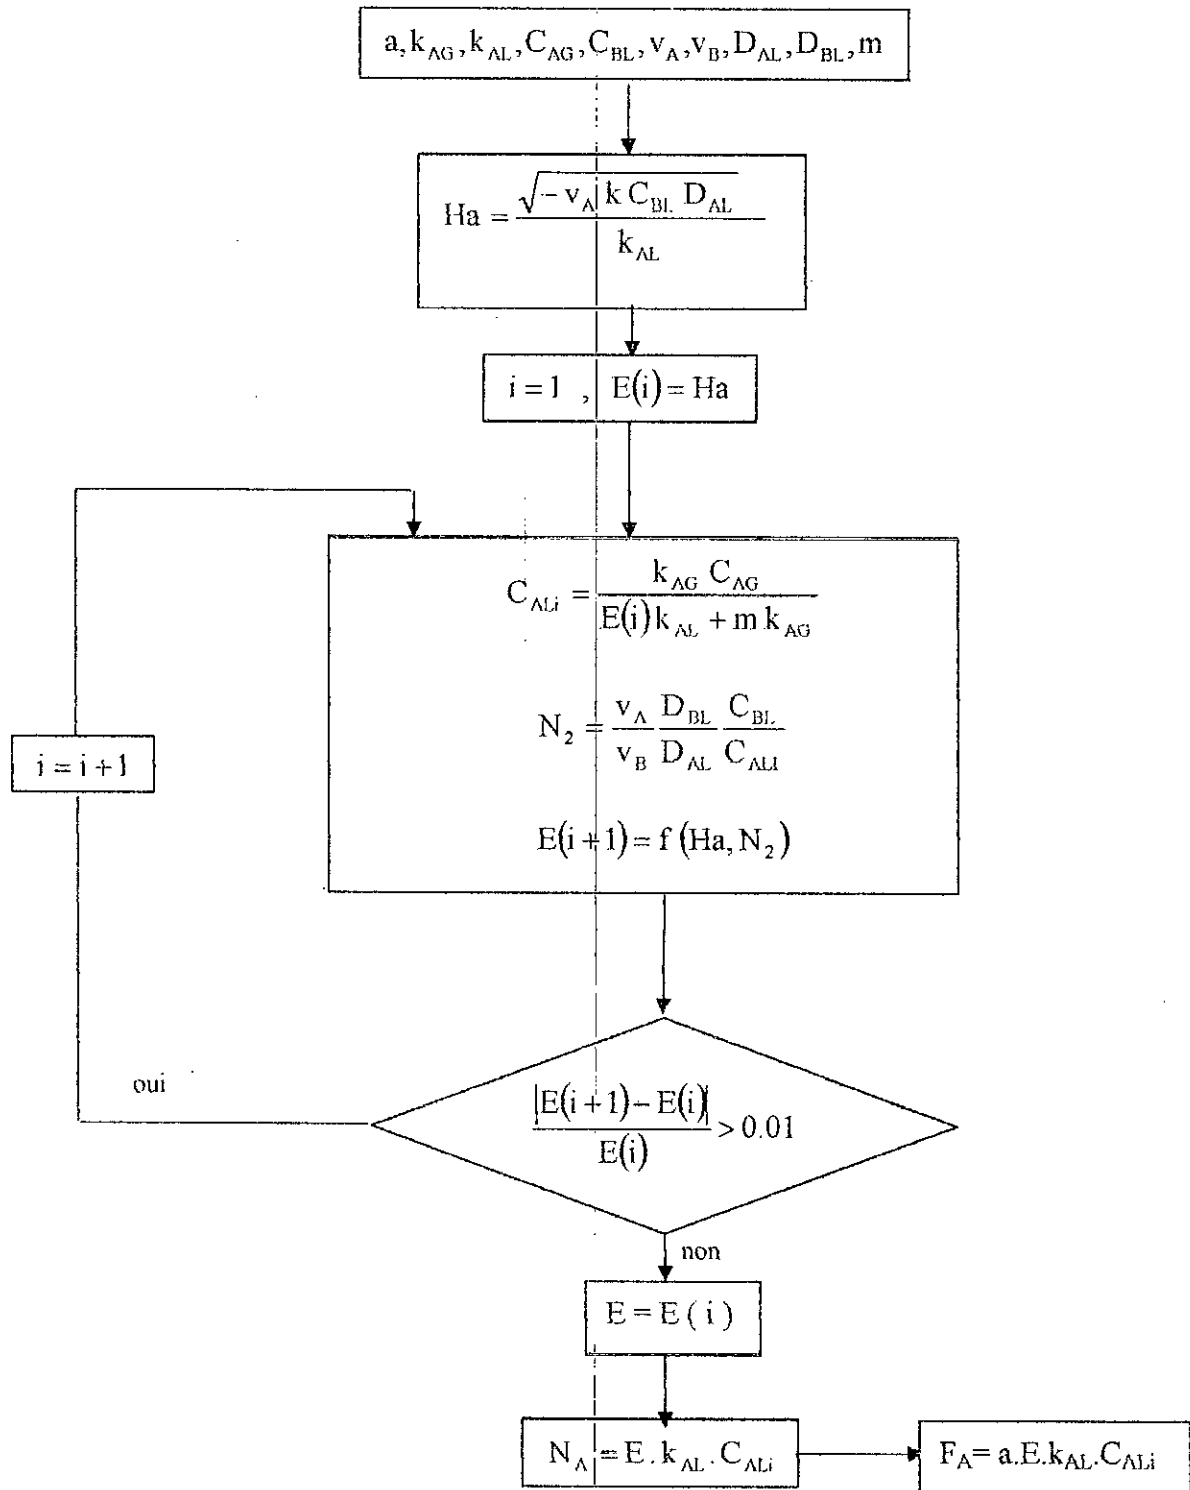 a, k_AG, k_AL, C_AG, C_BL, v_A, v_B, D_AL, D_BL, m
Ha = √(− v_A k C_BL D_AL) / k_AL
i = 1 , E(i) = Ha
C_ALi = k_AG C_AG / (E(i) k_AL + m k_AG)
N_2 = (v_A / v_B) (D_BL / D_AL) (C_BL / C_ALi)
i = i + 1
E(i + 1) = f (Ha, N_2)
oui
|E(i + 1) − E(i)| / E(i) > 0.01
non
E = E ( i )
N_A = E . k_AL . C_ALi
F_A = a.E.k_AL.C_ALi